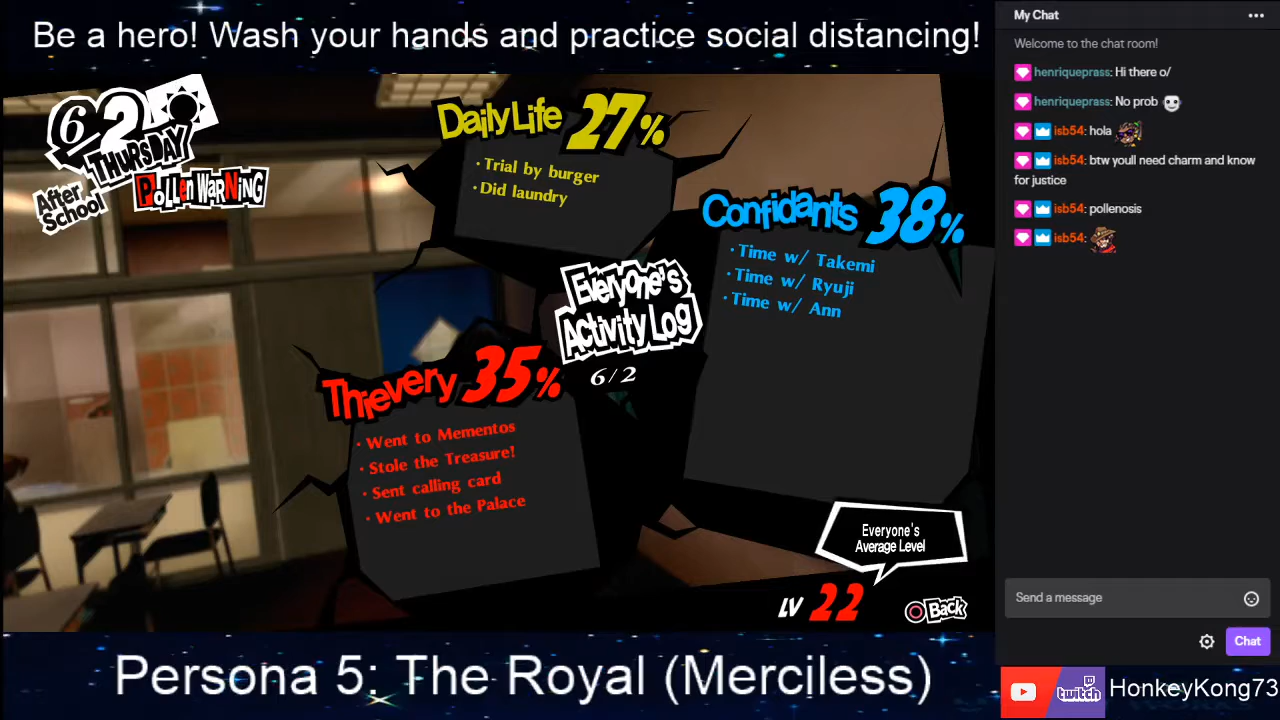 Be a hero! Wash your hands and practice social distancing!
6/2
THURSDAY
After School
POLLEN WARNING
Daily Life 27%
・Trial by burger
・Did laundry
Confidants 38%
・Time w/ Takemi
・Time w/ Ryuji
・Time w/ Ann
Everyone's
Activity Log
6/2
Thievery 35%
・Went to Mementos
・Stole the Treasure!
・Sent calling card
・Went to the Palace
Everyone's
Average Level
LV 22
Back
Persona 5: The Royal (Merciless)
My Chat
Welcome to the chat room!
henriqueprass: Hi there o/
henriqueprass: No prob
isb54: hola
isb54: btw youll need charm and know
for justice
isb54: pollenosis
isb54:
Send a message
Chat
twitch
HonkeyKong73